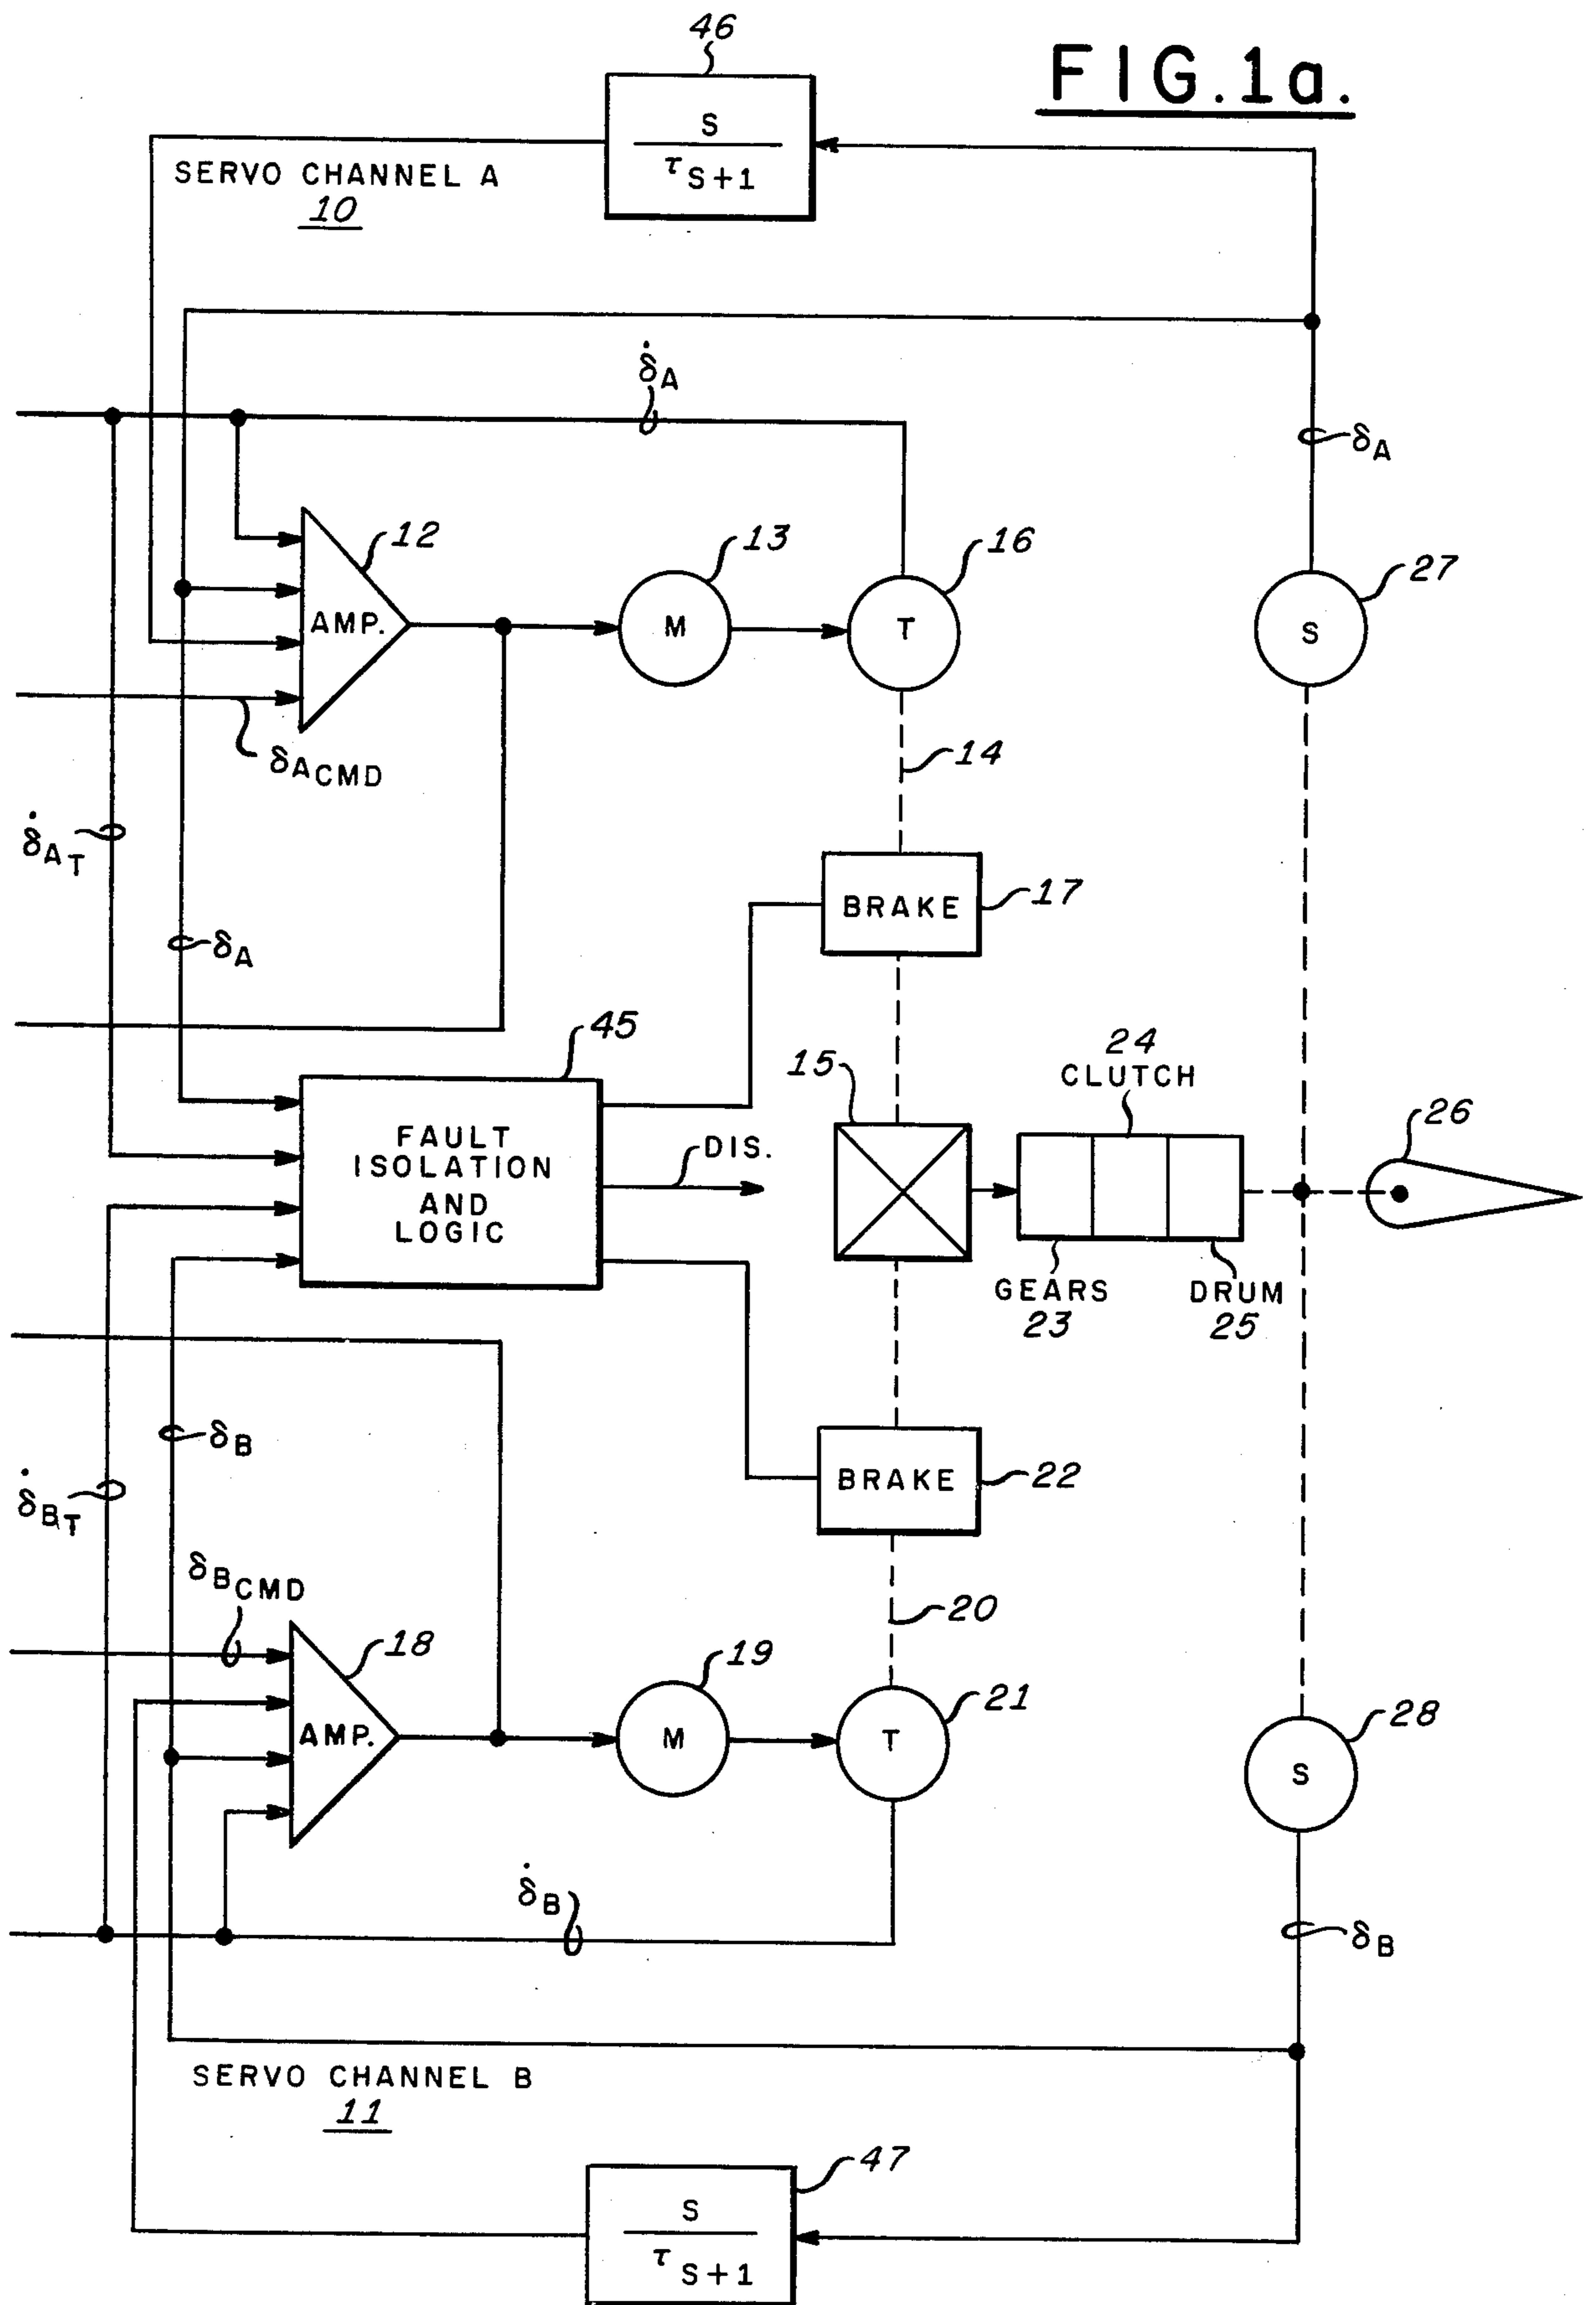 46
FIG.1a.
S
τS+1
SERVO CHANNEL A
10
δ̇A
δA
12
13
16
27
AMP.
M
T
S
δACMD
14
δ̇AT
BRAKE
17
δA
45
24
CLUTCH
15
26
FAULT
ISOLATION
AND
LOGIC
DIS.
GEARS
23
DRUM
25
δB
BRAKE
22
δ̇BT
δBCMD
20
18
19
21
28
AMP.
M
T
S
δ̇B
δB
SERVO CHANNEL B
11
47
S
τS+1